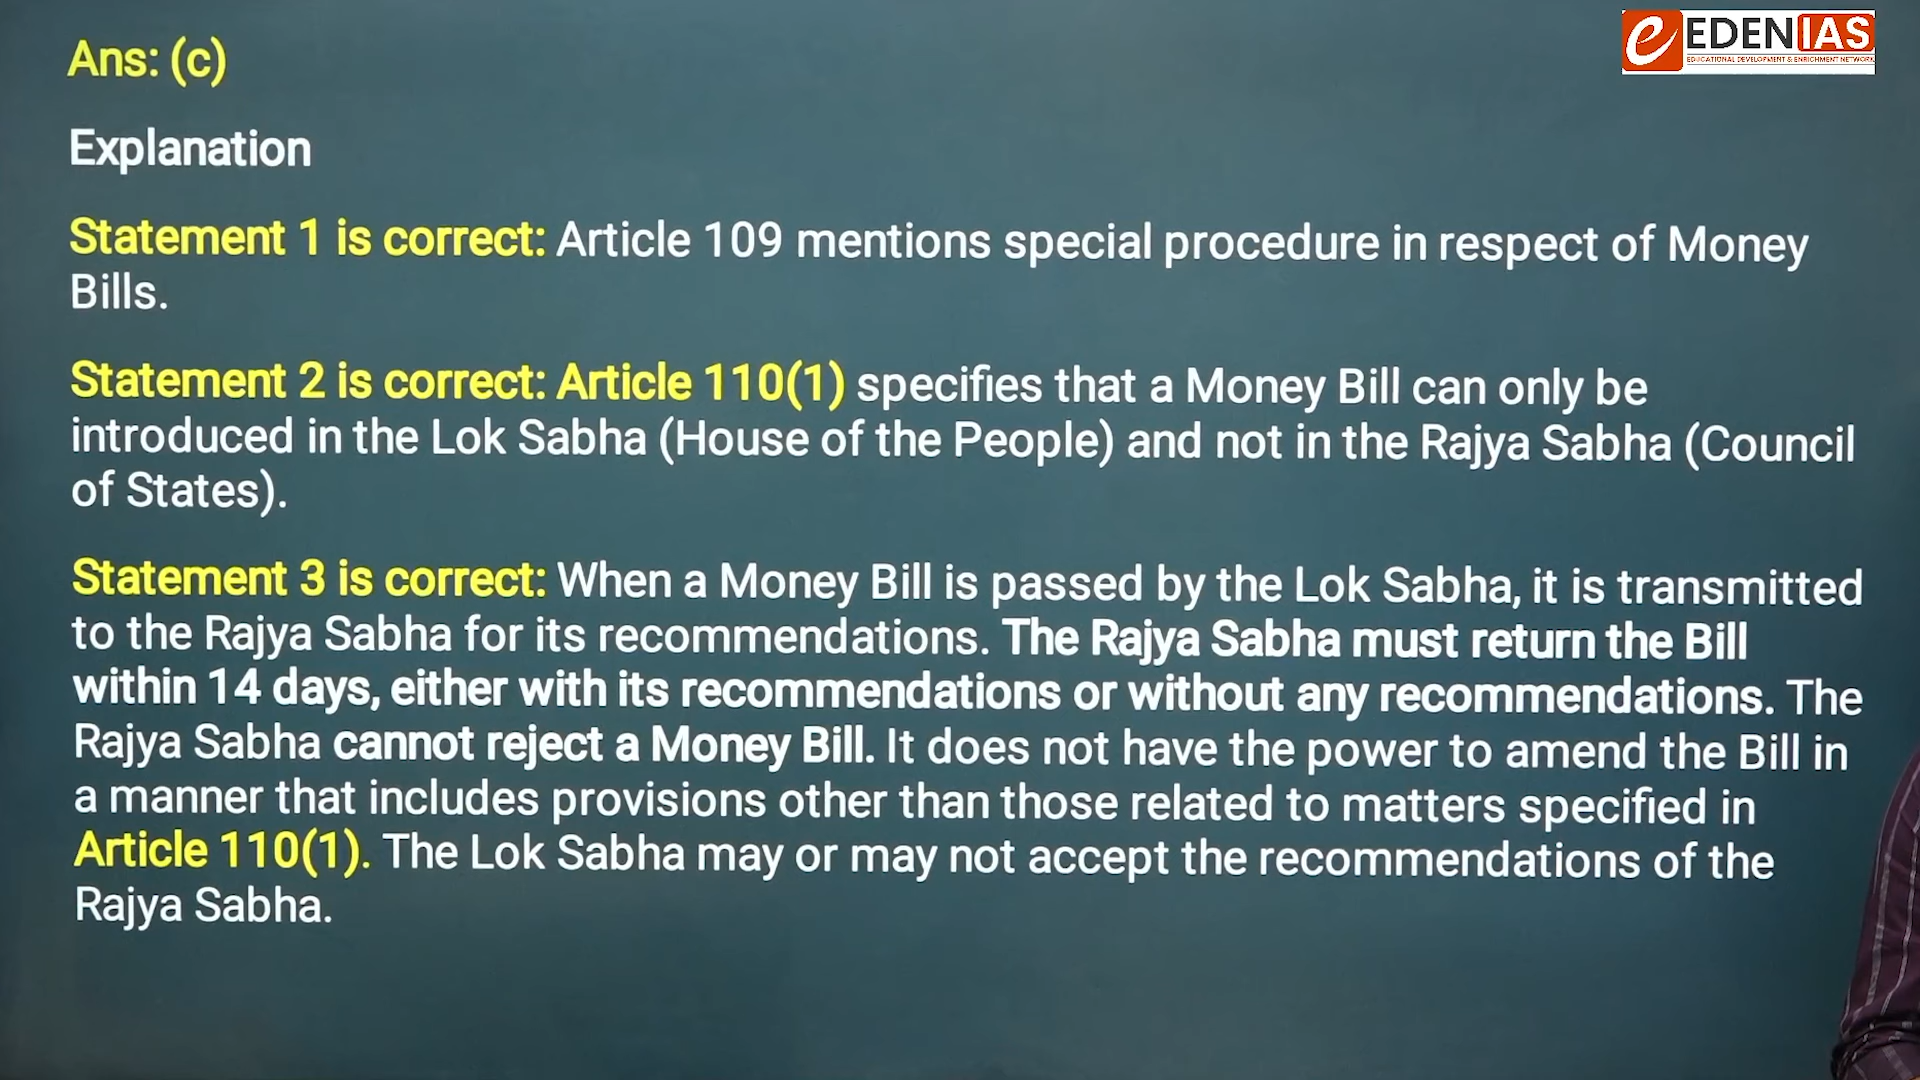 EDEN IAS
EDUCATIONAL DEVELOPMENT & ENRICHMENT NETWORK
Ans: (c)
Explanation
Statement 1 is correct: Article 109 mentions special procedure in respect of Money
Bills.
Statement 2 is correct: Article 110(1) specifies that a Money Bill can only be
introduced in the Lok Sabha (House of the People) and not in the Rajya Sabha (Council
of States).
Statement 3 is correct: When a Money Bill is passed by the Lok Sabha, it is transmitted
to the Rajya Sabha for its recommendations. The Rajya Sabha must return the Bill
within 14 days, either with its recommendations or without any recommendations. The
Rajya Sabha cannot reject a Money Bill. It does not have the power to amend the Bill in
a manner that includes provisions other than those related to matters specified in
Article 110(1). The Lok Sabha may or may not accept the recommendations of the
Rajya Sabha.